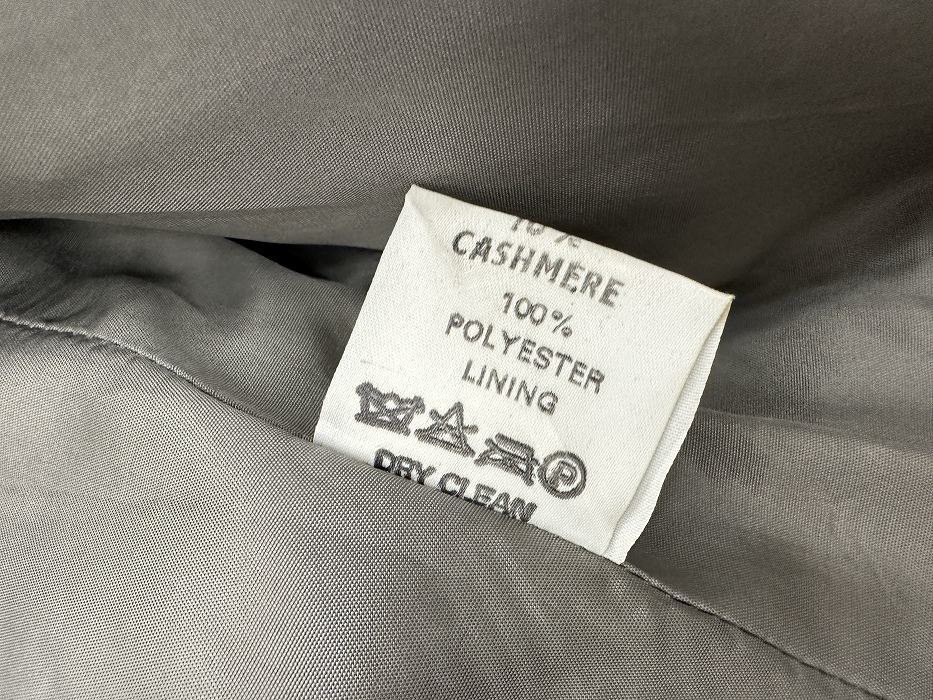 CASHMERE
100%
POLYESTER
LINING
P
DRY CLEAN